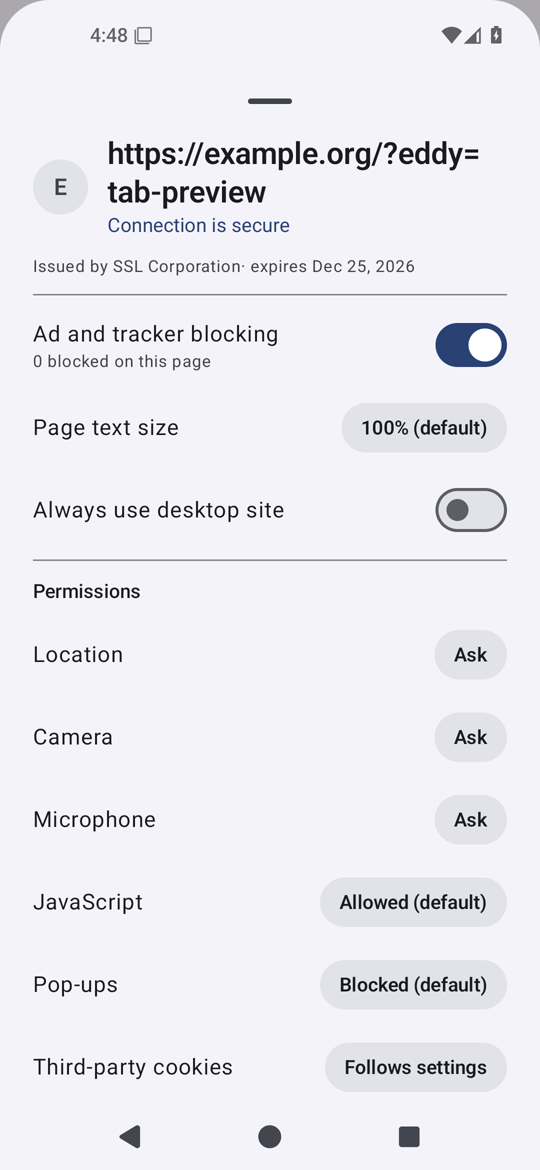 4:48
E
https://example.org/?eddy=
tab-preview
Connection is secure
Issued by SSL Corporation· expires Dec 25, 2026
Ad and tracker blocking
0 blocked on this page
Page text size
100% (default)
Always use desktop site
Permissions
Location
Ask
Camera
Ask
Microphone
Ask
JavaScript
Allowed (default)
Pop-ups
Blocked (default)
Third-party cookies
Follows settings